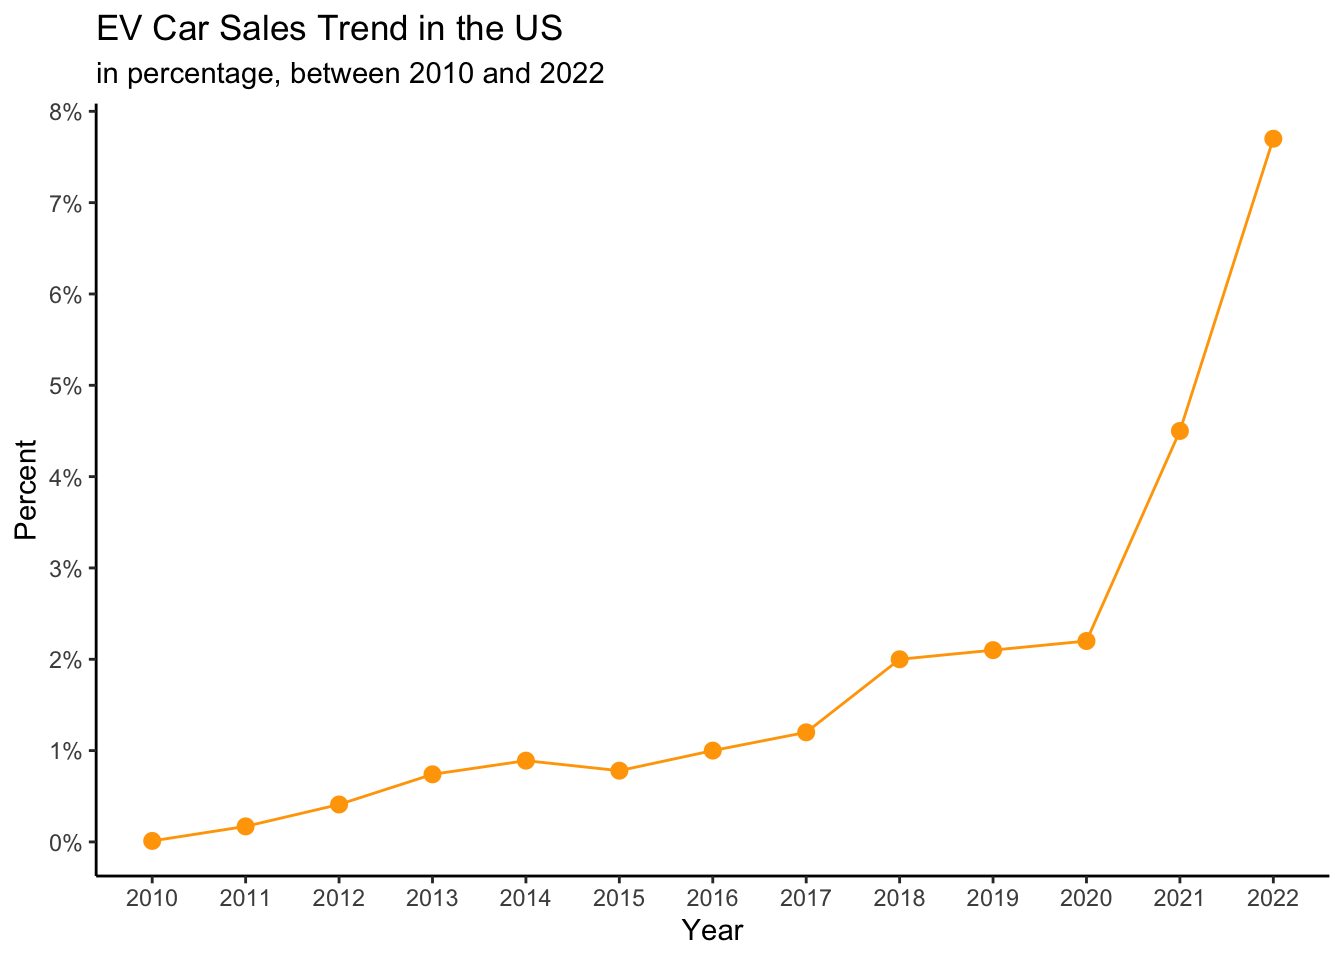 EV Car Sales Trend in the US
in percentage, between 2010 and 2022
8%
7%
6%
5%
4%
3%
2%
1%
0%
Percent
2010 2011 2012 2013 2014 2015 2016 2017 2018 2019 2020 2021 2022
Year